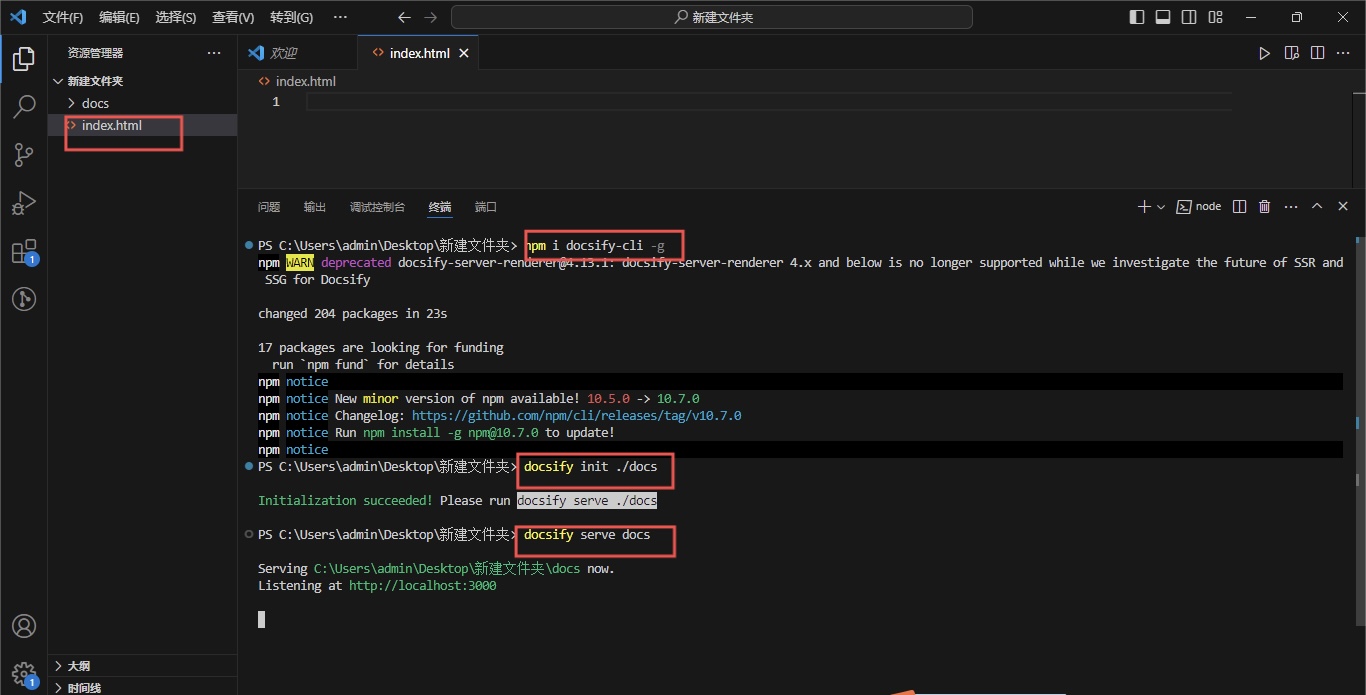 文件(F) 编辑(E) 选择(S) 查看(V) 转到(G) ··· 新建文件夹
资源管理器 ···
欢迎
index.html
新建文件夹
docs
index.html
index.html
1
问题 输出 调试控制台 终端 端口
node
PS C:\Users\admin\Desktop\新建文件夹> npm i docsify-cli -g
npm WARN deprecated docsify-server-renderer@4.13.1: docsify-server-renderer 4.x and below is no longer supported while we investigate the future of SSR and
SSG for Docsify
changed 204 packages in 23s
17 packages are looking for funding
run `npm fund` for details
npm notice
npm notice New minor version of npm available! 10.5.0 -> 10.7.0
npm notice Changelog: https://github.com/npm/cli/releases/tag/v10.7.0
npm notice Run npm install -g npm@10.7.0 to update!
npm notice
PS C:\Users\admin\Desktop\新建文件夹> docsify init ./docs
Initialization succeeded! Please run docsify serve ./docs
PS C:\Users\admin\Desktop\新建文件夹> docsify serve docs
Serving C:\Users\admin\Desktop\新建文件夹\docs now.
Listening at http://localhost:3000
1
1
大纲
时间线